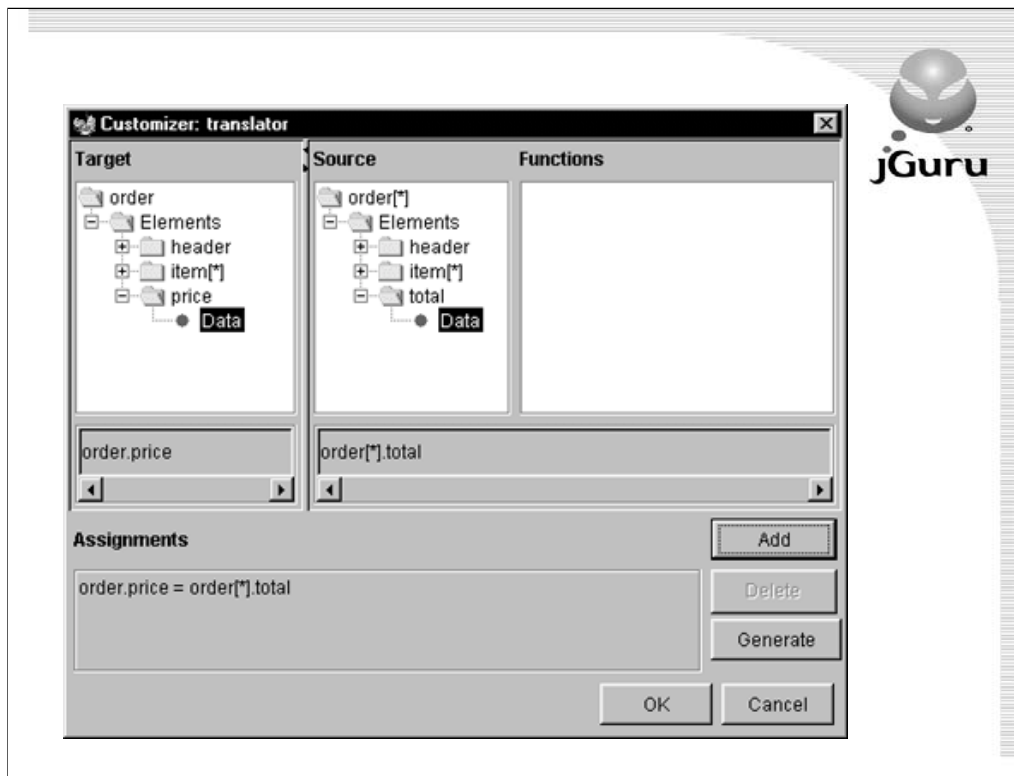 jGuru
Customizer: translator
Target
order
Elements
header
item[*]
price
Data
order.price
Source
order[*]
Elements
header
item[*]
total
Data
Functions
order[*].total
Assignments
order.price = order[*].total
Add
Delete
Generate
OK
Cancel